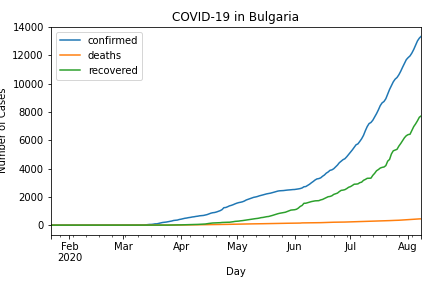 COVID-19 in Bulgaria
confirmed
deaths
recovered
Number of Cases
14000
12000
10000
8000
6000
4000
2000
0
Feb
2020
Mar
Apr
May
Jun
Jul
Aug
Day